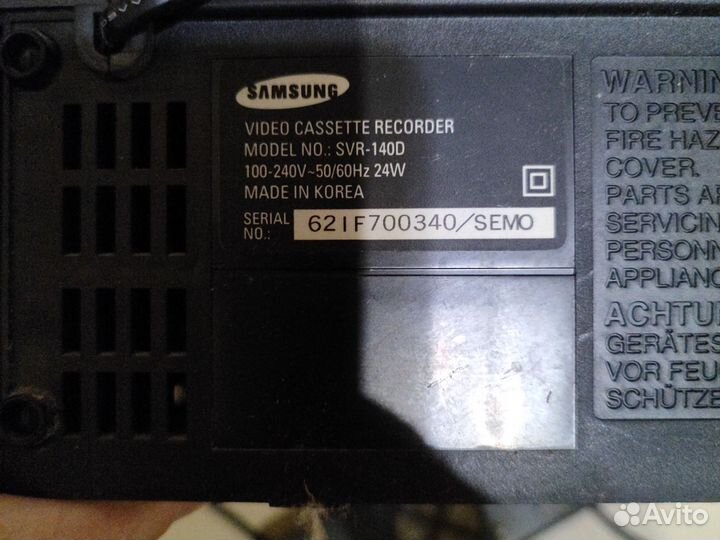 SAMSUNG
VIDEO CASSETTE RECORDER
MODEL NO.: SVR-140D
100-240V~50/60Hz 24W
MADE IN KOREA
SERIAL NO.: 621F700340/SEMO
WARNIN
TO PREVE
FIRE HAZ
COVER.
PARTS A
SERVICIN
PERSONN
APPLIANC
ACHTU
GERÄTES
VOR FEU
SCHÜTZE
Avito